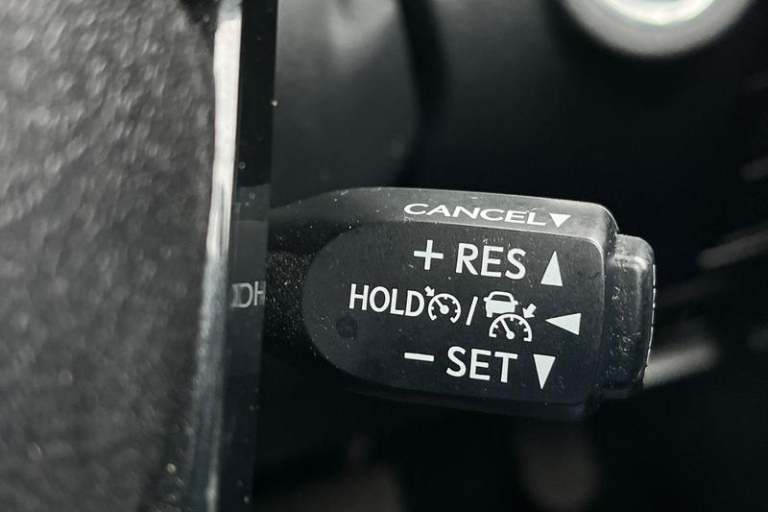 CANCEL▼
+ RES ▲
HOLD / ◀
− SET ▼